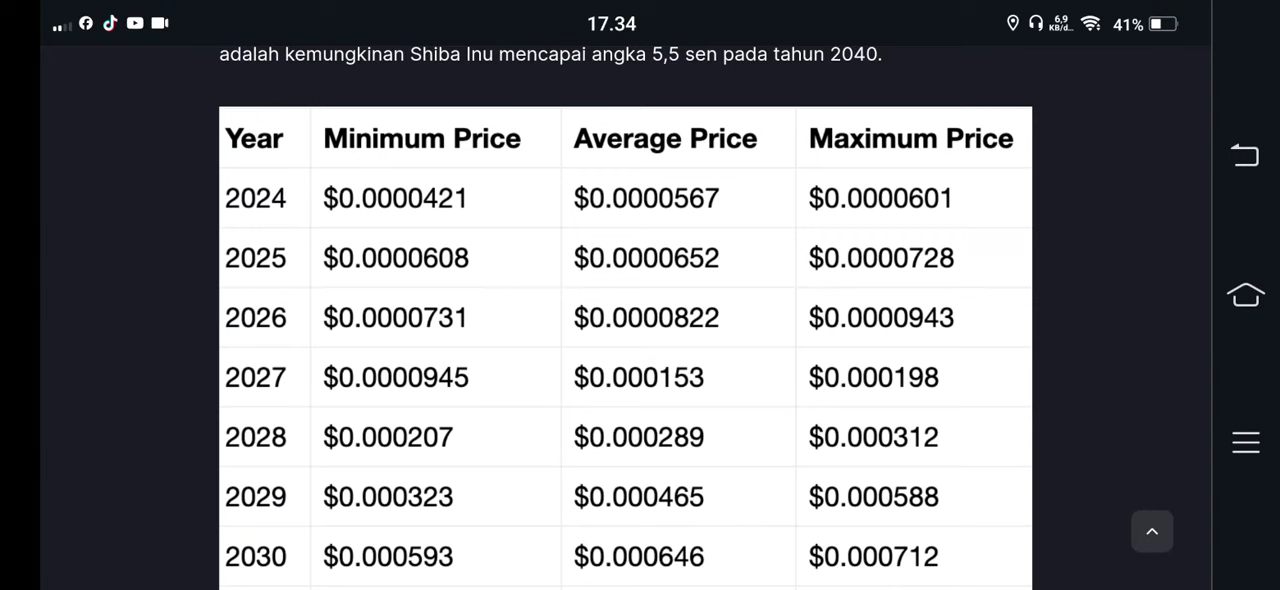 17.34
6,9
KB/d...
41%
adalah kemungkinan Shiba Inu mencapai angka 5,5 sen pada tahun 2040.
Year Minimum Price Average Price Maximum Price
2024 $0.0000421 $0.0000567 $0.0000601
2025 $0.0000608 $0.0000652 $0.0000728
2026 $0.0000731 $0.0000822 $0.0000943
2027 $0.0000945 $0.000153 $0.000198
2028 $0.000207 $0.000289 $0.000312
2029 $0.000323 $0.000465 $0.000588
2030 $0.000593 $0.000646 $0.000712